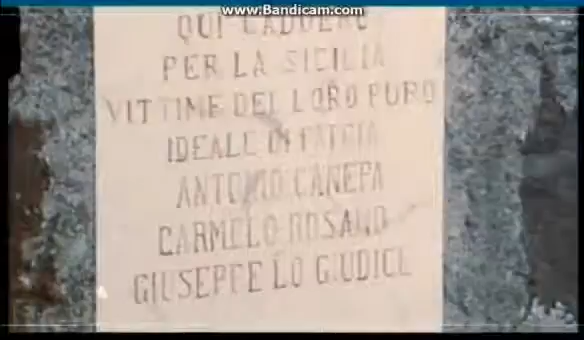 www.Bandicam.com
QUI CADDERO
PER LA SICILIA
VITTIME DEL LORO PURO
IDEALE DI PATRIA
ANTONIO CANEPA
CARMELO ROSANO
GIUSEPPE LO GIUDICE